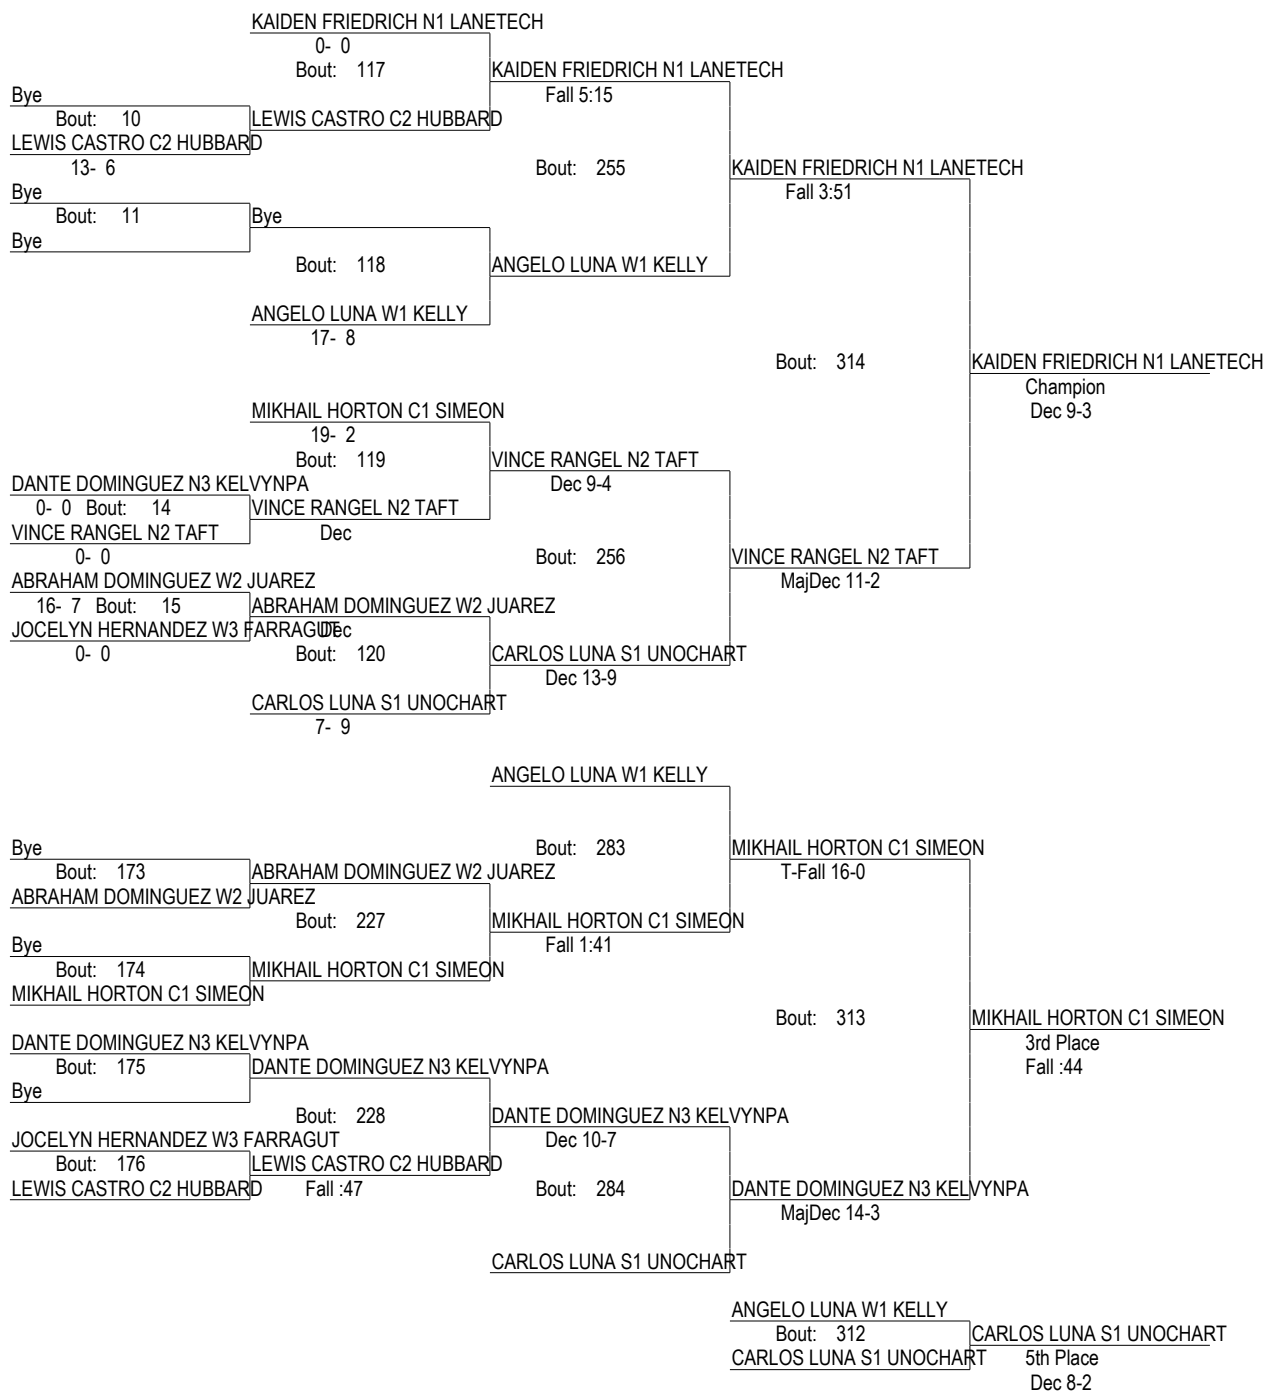 KAIDEN FRIEDRICH N1 LANETECH
0- 0
Bout: 117
KAIDEN FRIEDRICH N1 LANETECH
Bye
Fall 5:15
Bout: 10
LEWIS CASTRO C2 HUBBARD
LEWIS CASTRO C2 HUBBARD
13- 6
Bout: 255
KAIDEN FRIEDRICH N1 LANETECH
Bye
Fall 3:51
Bout: 11
Bye
Bye
Bout: 118
ANGELO LUNA W1 KELLY
ANGELO LUNA W1 KELLY
17- 8
Bout: 314
KAIDEN FRIEDRICH N1 LANETECH
Champion
Dec 9-3
MIKHAIL HORTON C1 SIMEON
19- 2
Bout: 119
VINCE RANGEL N2 TAFT
DANTE DOMINGUEZ N3 KELVYNPA
Dec 9-4
0- 0 Bout: 14
VINCE RANGEL N2 TAFT
VINCE RANGEL N2 TAFT
Dec
0- 0
Bout: 256
VINCE RANGEL N2 TAFT
ABRAHAM DOMINGUEZ W2 JUAREZ
MajDec 11-2
16- 7 Bout: 15
ABRAHAM DOMINGUEZ W2 JUAREZ
JOCELYN HERNANDEZ W3 FARRAGUT
Dec
0- 0
Bout: 120
CARLOS LUNA S1 UNOCHART
Dec 13-9
CARLOS LUNA S1 UNOCHART
7- 9
ANGELO LUNA W1 KELLY
Bye
Bout: 283
MIKHAIL HORTON C1 SIMEON
Bout: 173
ABRAHAM DOMINGUEZ W2 JUAREZ
T-Fall 16-0
ABRAHAM DOMINGUEZ W2 JUAREZ
Bout: 227
MIKHAIL HORTON C1 SIMEON
Bye
Fall 1:41
Bout: 174
MIKHAIL HORTON C1 SIMEON
MIKHAIL HORTON C1 SIMEON
Bout: 313
MIKHAIL HORTON C1 SIMEON
DANTE DOMINGUEZ N3 KELVYNPA
3rd Place
Bout: 175
DANTE DOMINGUEZ N3 KELVYNPA
Fall :44
Bye
Bout: 228
DANTE DOMINGUEZ N3 KELVYNPA
JOCELYN HERNANDEZ W3 FARRAGUT
Dec 10-7
Bout: 176
LEWIS CASTRO C2 HUBBARD
LEWIS CASTRO C2 HUBBARD
Fall :47
Bout: 284
DANTE DOMINGUEZ N3 KELVYNPA
MajDec 14-3
CARLOS LUNA S1 UNOCHART
ANGELO LUNA W1 KELLY
Bout: 312
CARLOS LUNA S1 UNOCHART
CARLOS LUNA S1 UNOCHART
5th Place
Dec 8-2